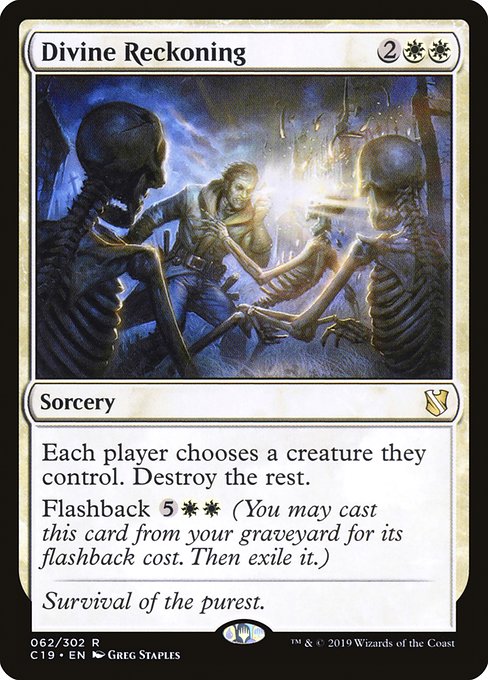 Divine Reckoning 2
Sorcery
Each player chooses a creature they
control. Destroy the rest.
Flashback 5 (You may cast
this card from your graveyard for its
flashback cost. Then exile it.)
Survival of the purest.
062/302 R
C19 • EN Greg Staples
™ & © 2019 Wizards of the Coast